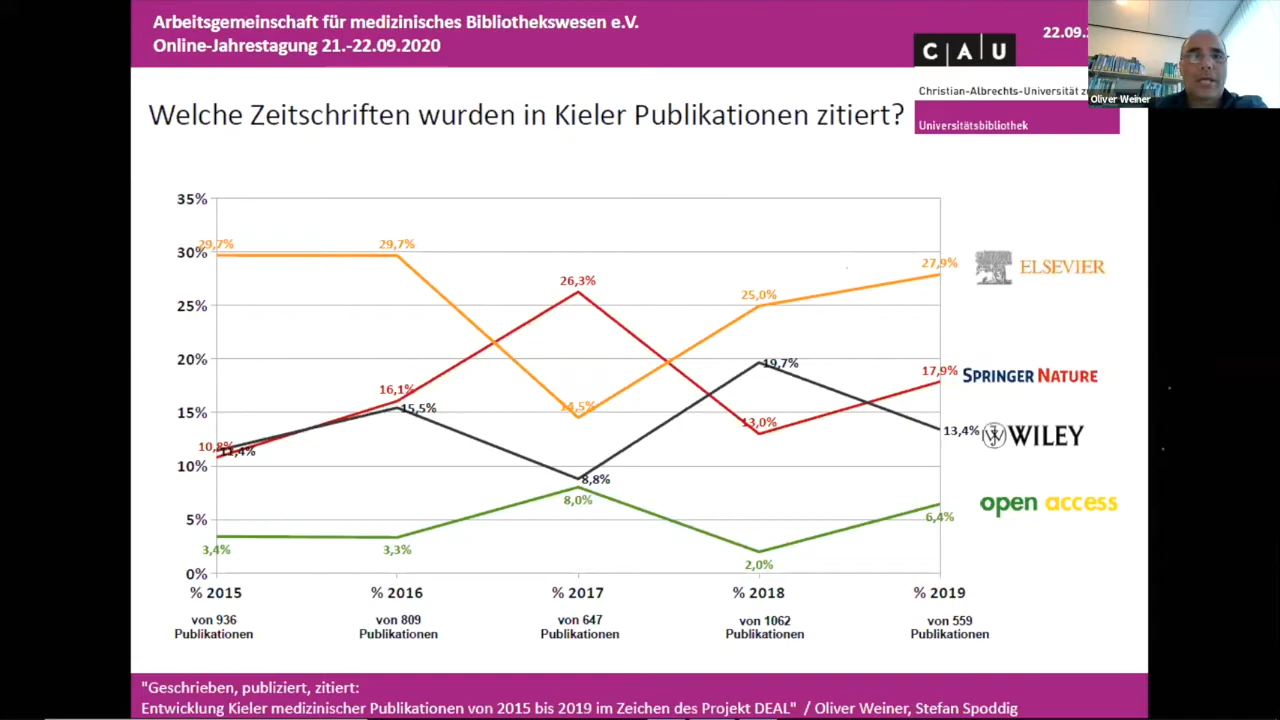 Arbeitsgemeinschaft für medizinisches Bibliothekswesen e.V.
Online-Jahrestagung 21.-22.09.2020
22.09.
C A U
Christian-Albrechts-Universität
Oliver Weiner
Universitätsbibliothek
Welche Zeitschriften wurden in Kieler Publikationen zitiert?
35%
30%
25%
20%
15%
10%
5%
0%
29,7%
29,7%
14,5%
25,0%
27,9%
ELSEVIER
10,8%
16,1%
26,3%
13,0%
17,9%
SPRINGER NATURE
11,4%
15,5%
8,8%
19,7%
13,4%
WILEY
3,4%
3,3%
8,0%
2,0%
6,4%
open access
% 2015
% 2016
% 2017
% 2018
% 2019
von 936
Publikationen
von 809
Publikationen
von 647
Publikationen
von 1062
Publikationen
von 559
Publikationen
"Geschrieben, publiziert, zitiert:
Entwicklung Kieler medizinischer Publikationen von 2015 bis 2019 im Zeichen des Projekt DEAL" / Oliver Weiner, Stefan Spoddig